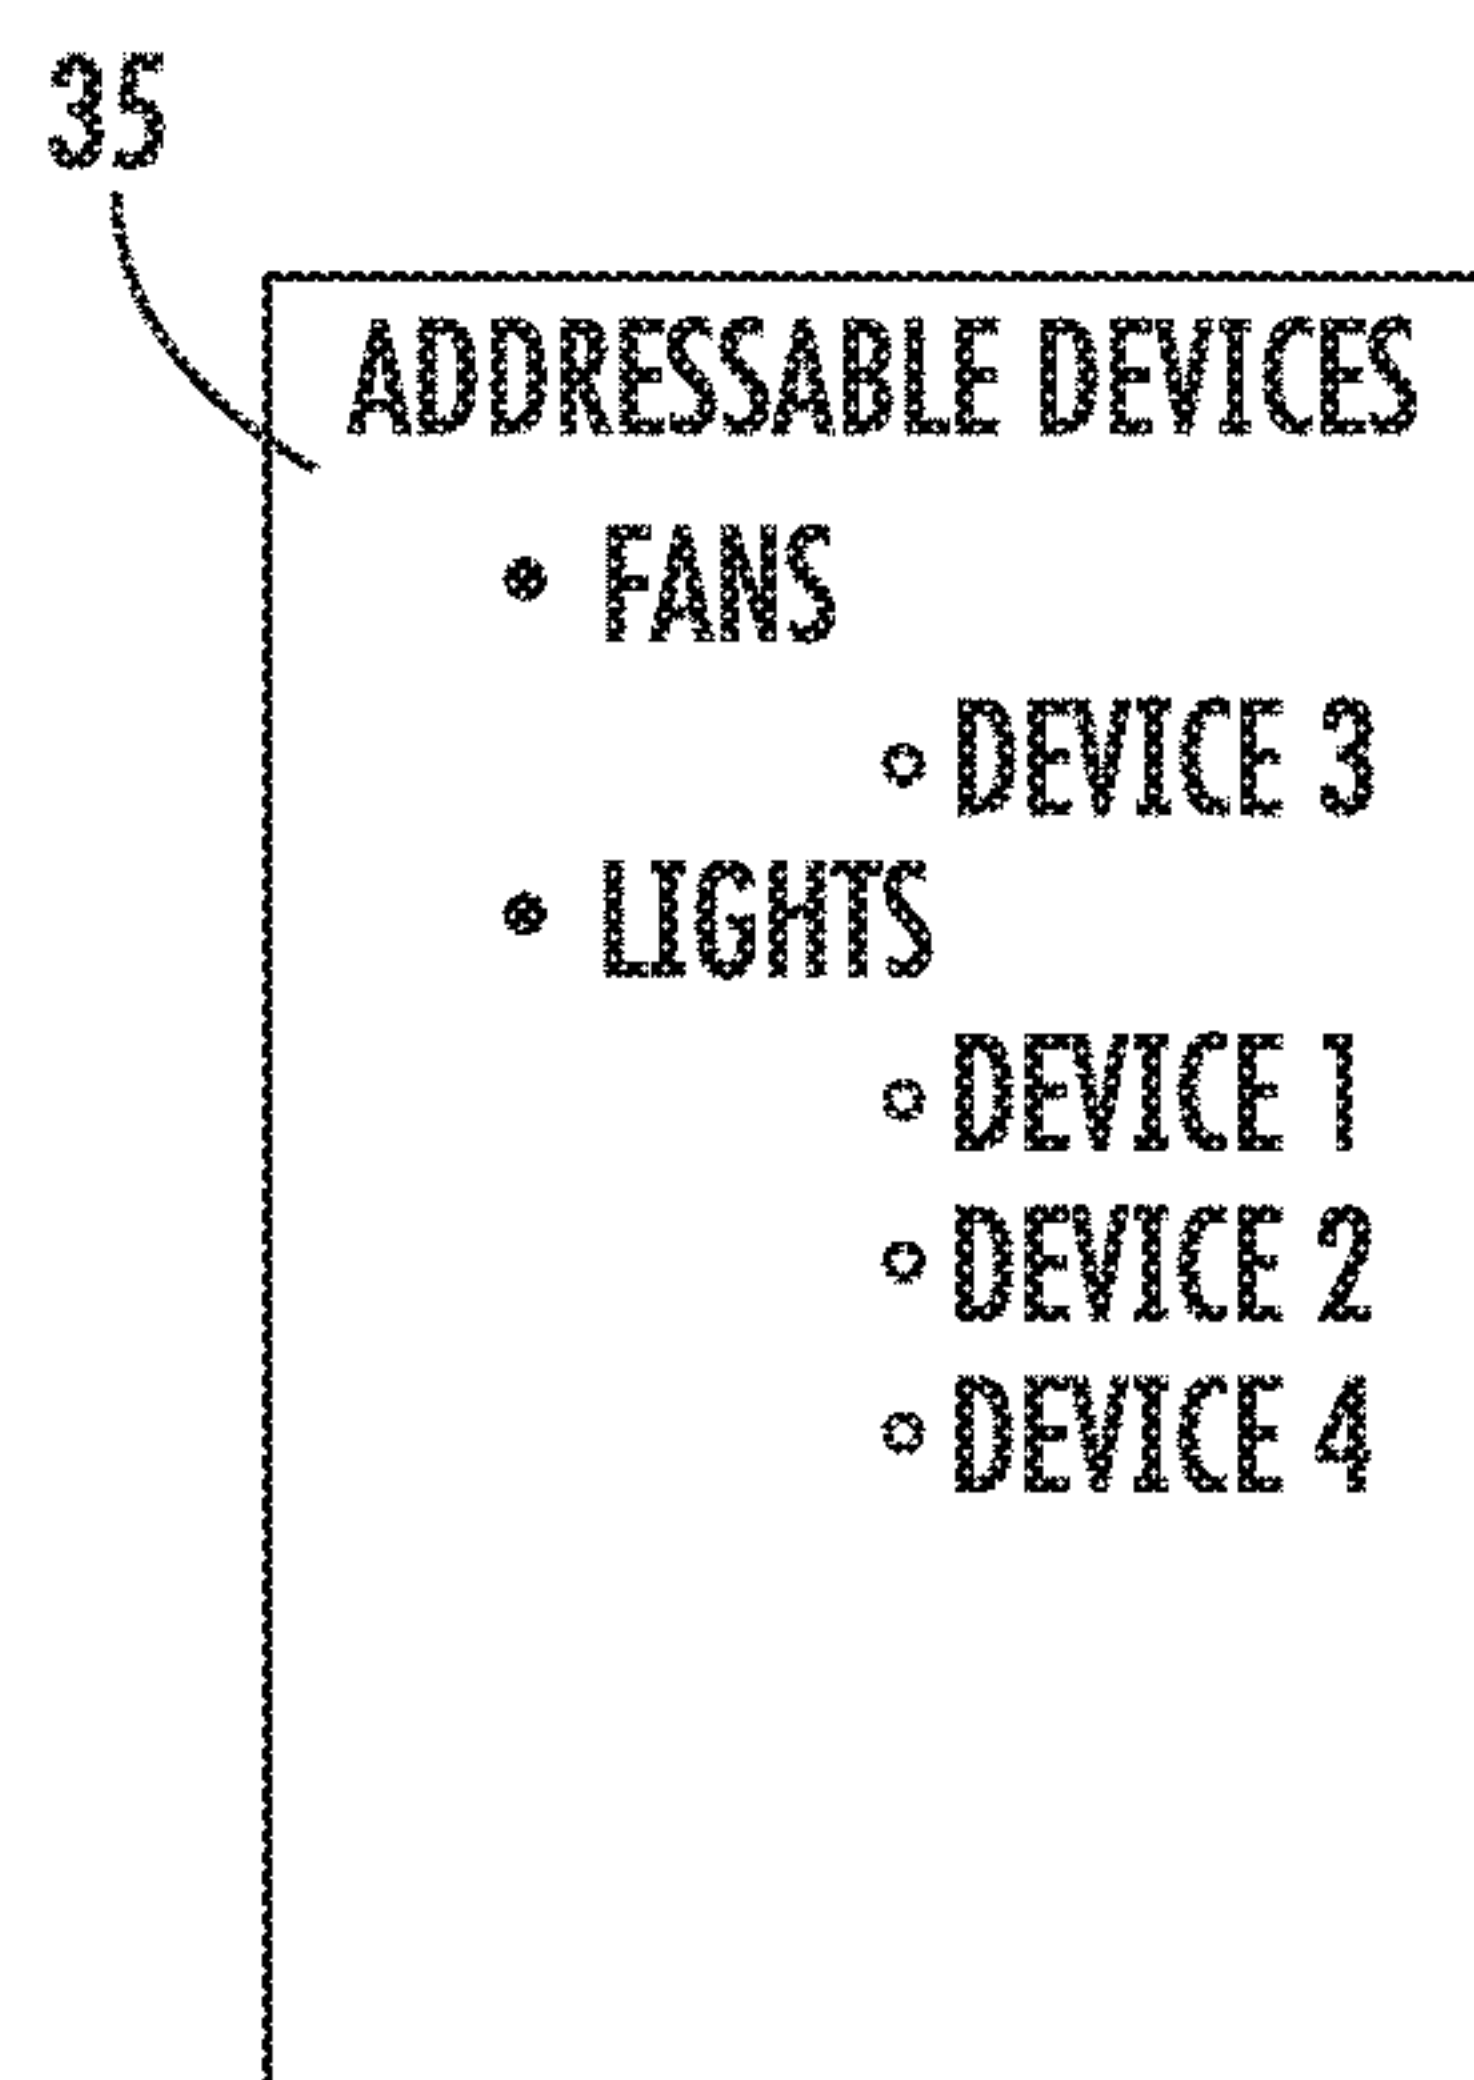 35
ADDRESSABLE DEVICES
• FANS
○ DEVICE 3
• LIGHTS
○ DEVICE 1
○ DEVICE 2
○ DEVICE 4